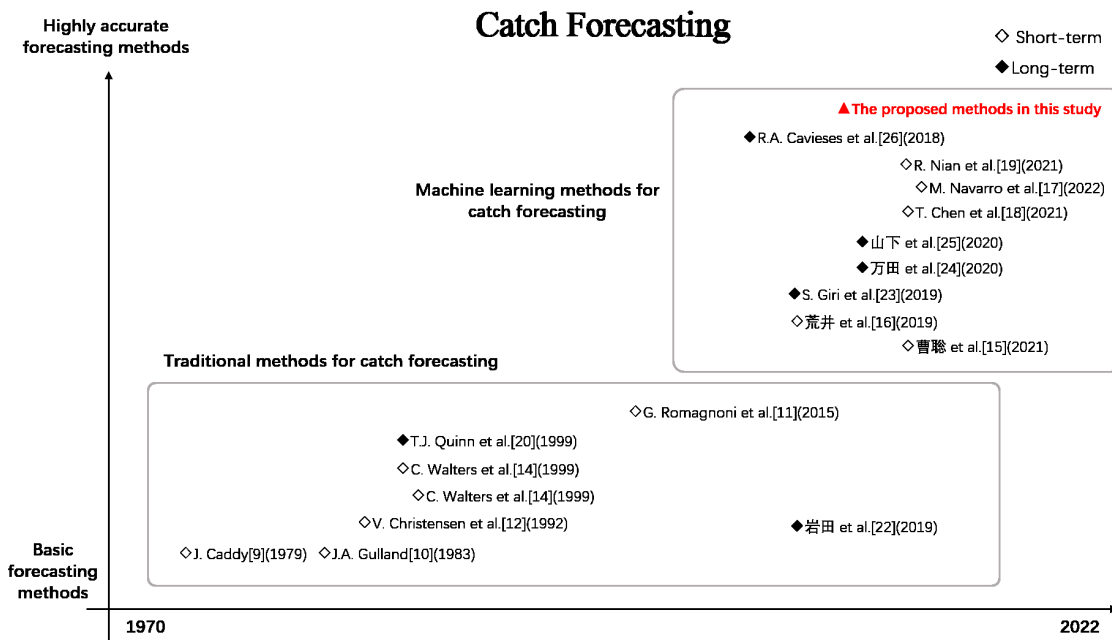 Catch Forecasting
Highly accurate
forecasting methods
◇ Short-term
◆Long-term
▲The proposed methods in this study
◆R.A. Cavieses et al.[26](2018)
◇R. Nian et al.[19](2021)
Machine learning methods for
catch forecasting
◇M. Navarro et al.[17](2022)
◇T. Chen et al.[18](2021)
◆山下 et al.[25](2020)
◆万田 et al.[24](2020)
◆S. Giri et al.[23](2019)
◇荒井 et al.[16](2019)
◇曹聡 et al.[15](2021)
Traditional methods for catch forecasting
◇G. Romagnoni et al.[11](2015)
◆T.J. Quinn et al.[20](1999)
◇C. Walters et al.[14](1999)
◇C. Walters et al.[14](1999)
◇V. Christensen et al.[12](1992)
◆岩田 et al.[22](2019)
◇J. Caddy[9](1979)
◇J.A. Gulland[10](1983)
Basic
forecasting
methods
1970
2022